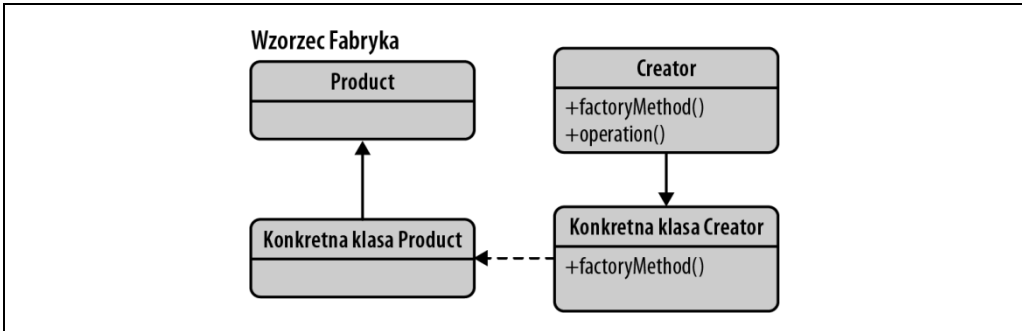 Wzorzec Fabryka
Product
Creator
+factoryMethod()
+operation()
Konkretna klasa Product
Konkretna klasa Creator
+factoryMethod()